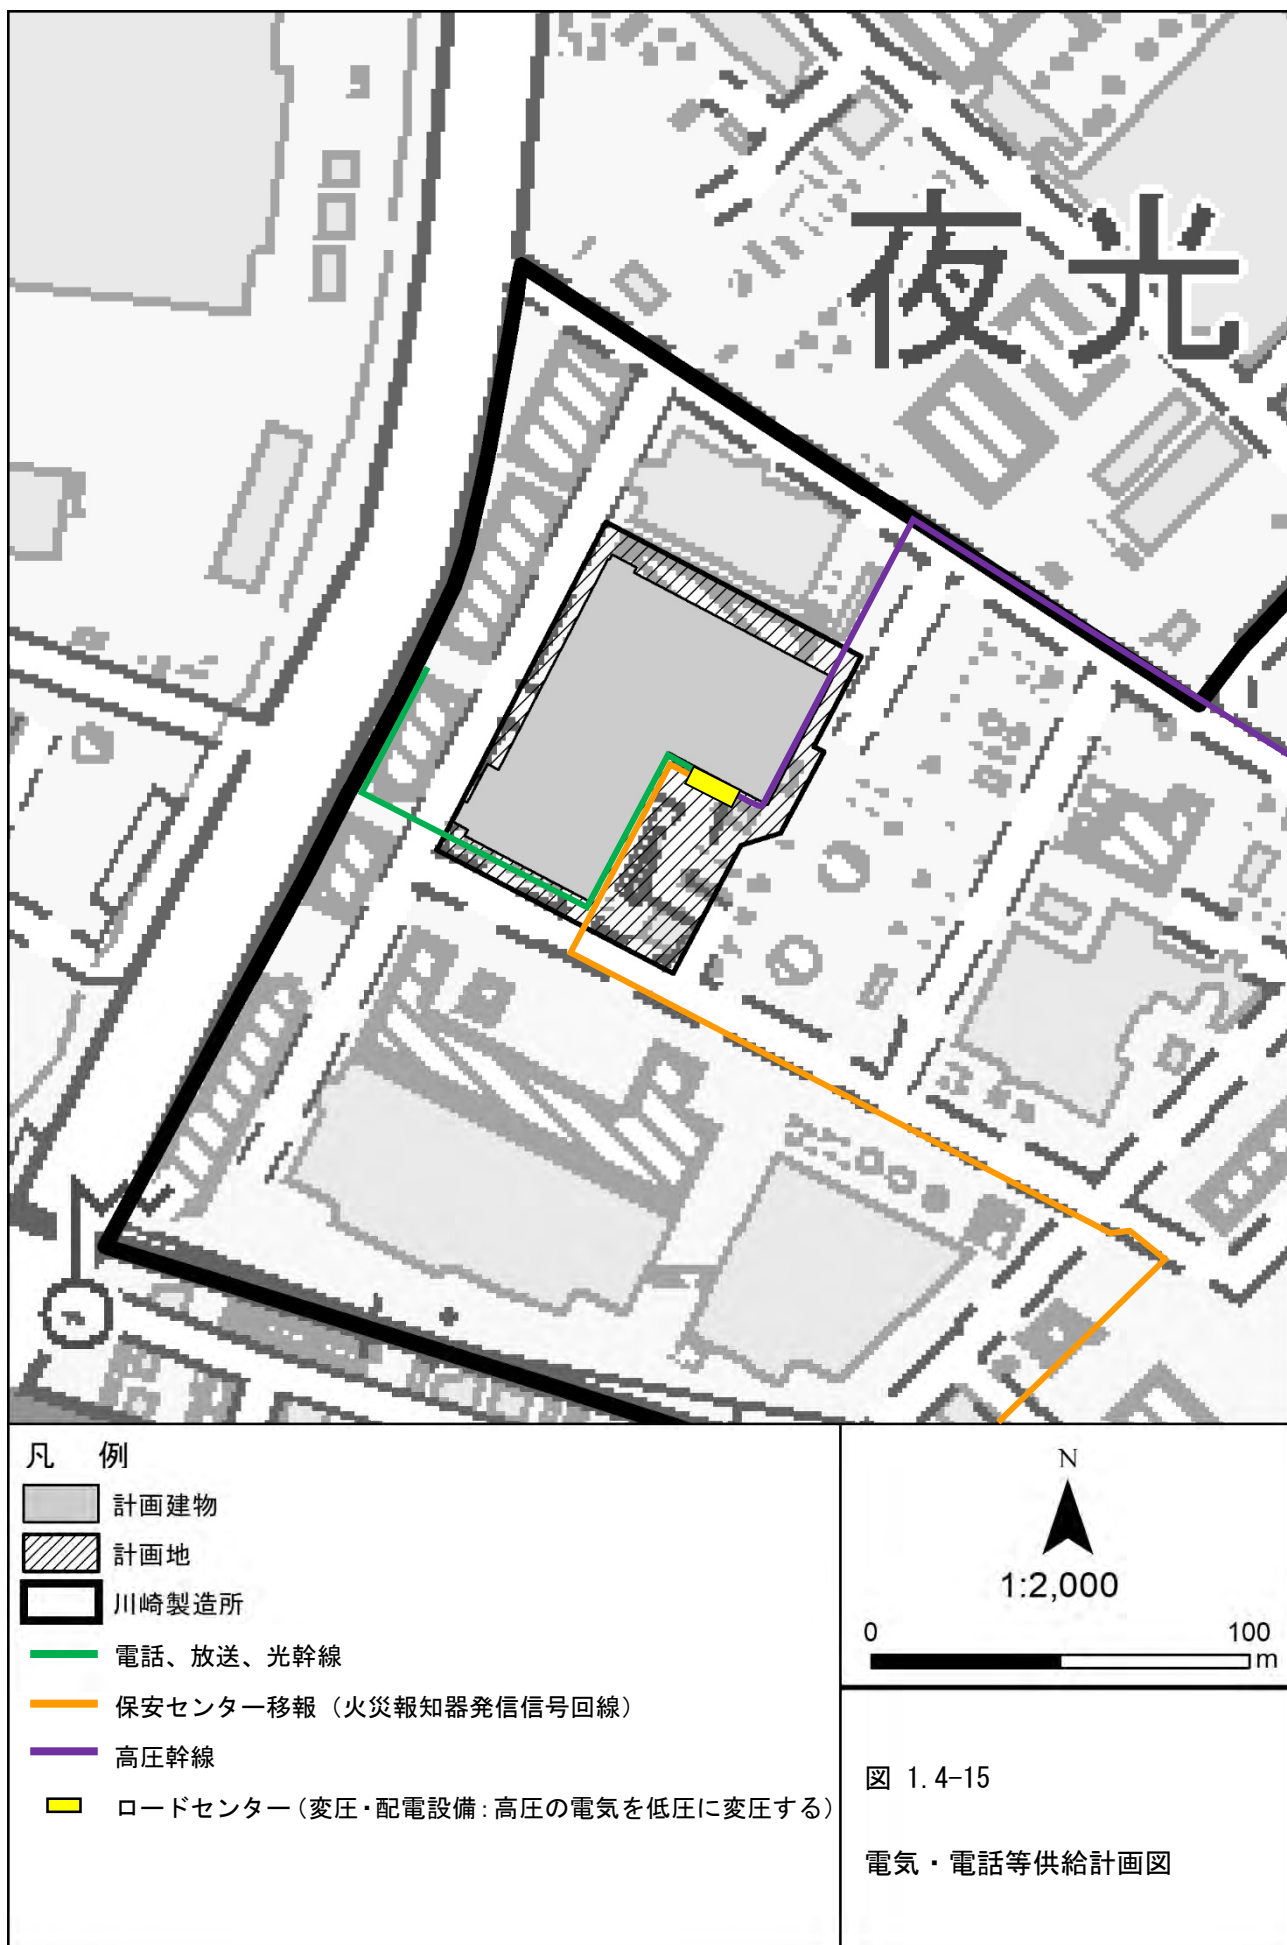 夜光
凡 例
計画建物
計画地
川崎製造所
電話、放送、光幹線
保安センター移報（火災報知器発信信号回線）
高圧幹線
ロードセンター（変圧・配電設備：高圧の電気を低圧に変圧する）
N
1:2,000
0 100
m
図 1.4-15
電気・電話等供給計画図